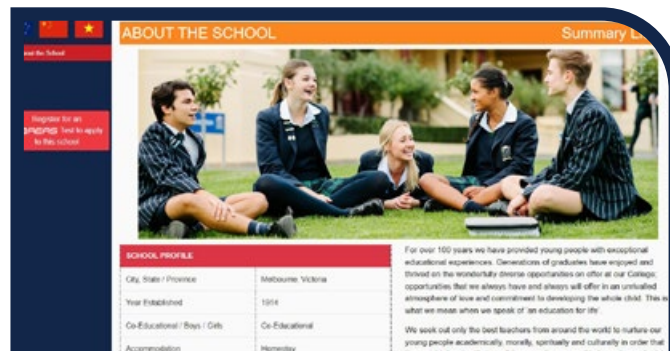 ABOUT THE SCHOOL
Summary
About the School
Register for an
Test to apply
to this school
SCHOOL PROFILE
City, State / Province
Melbourne, Victoria
Year Established
1914
Co-Educational / Boys / Girls
Co-Educational
Accommodation
Homestay
For over 100 years we have provided young people with exceptional
educational experiences. Generations of graduates have enjoyed and
thrived on the wonderfully diverse opportunities on offer at our College:
opportunities that we always have and always will offer in an unrivalled
atmosphere of love and commitment to developing the whole child. This is
what we mean when we speak of 'an education for life'.
We seek out only the best teachers from around the world to nurture our
young people academically, morally, spiritually and culturally in order that